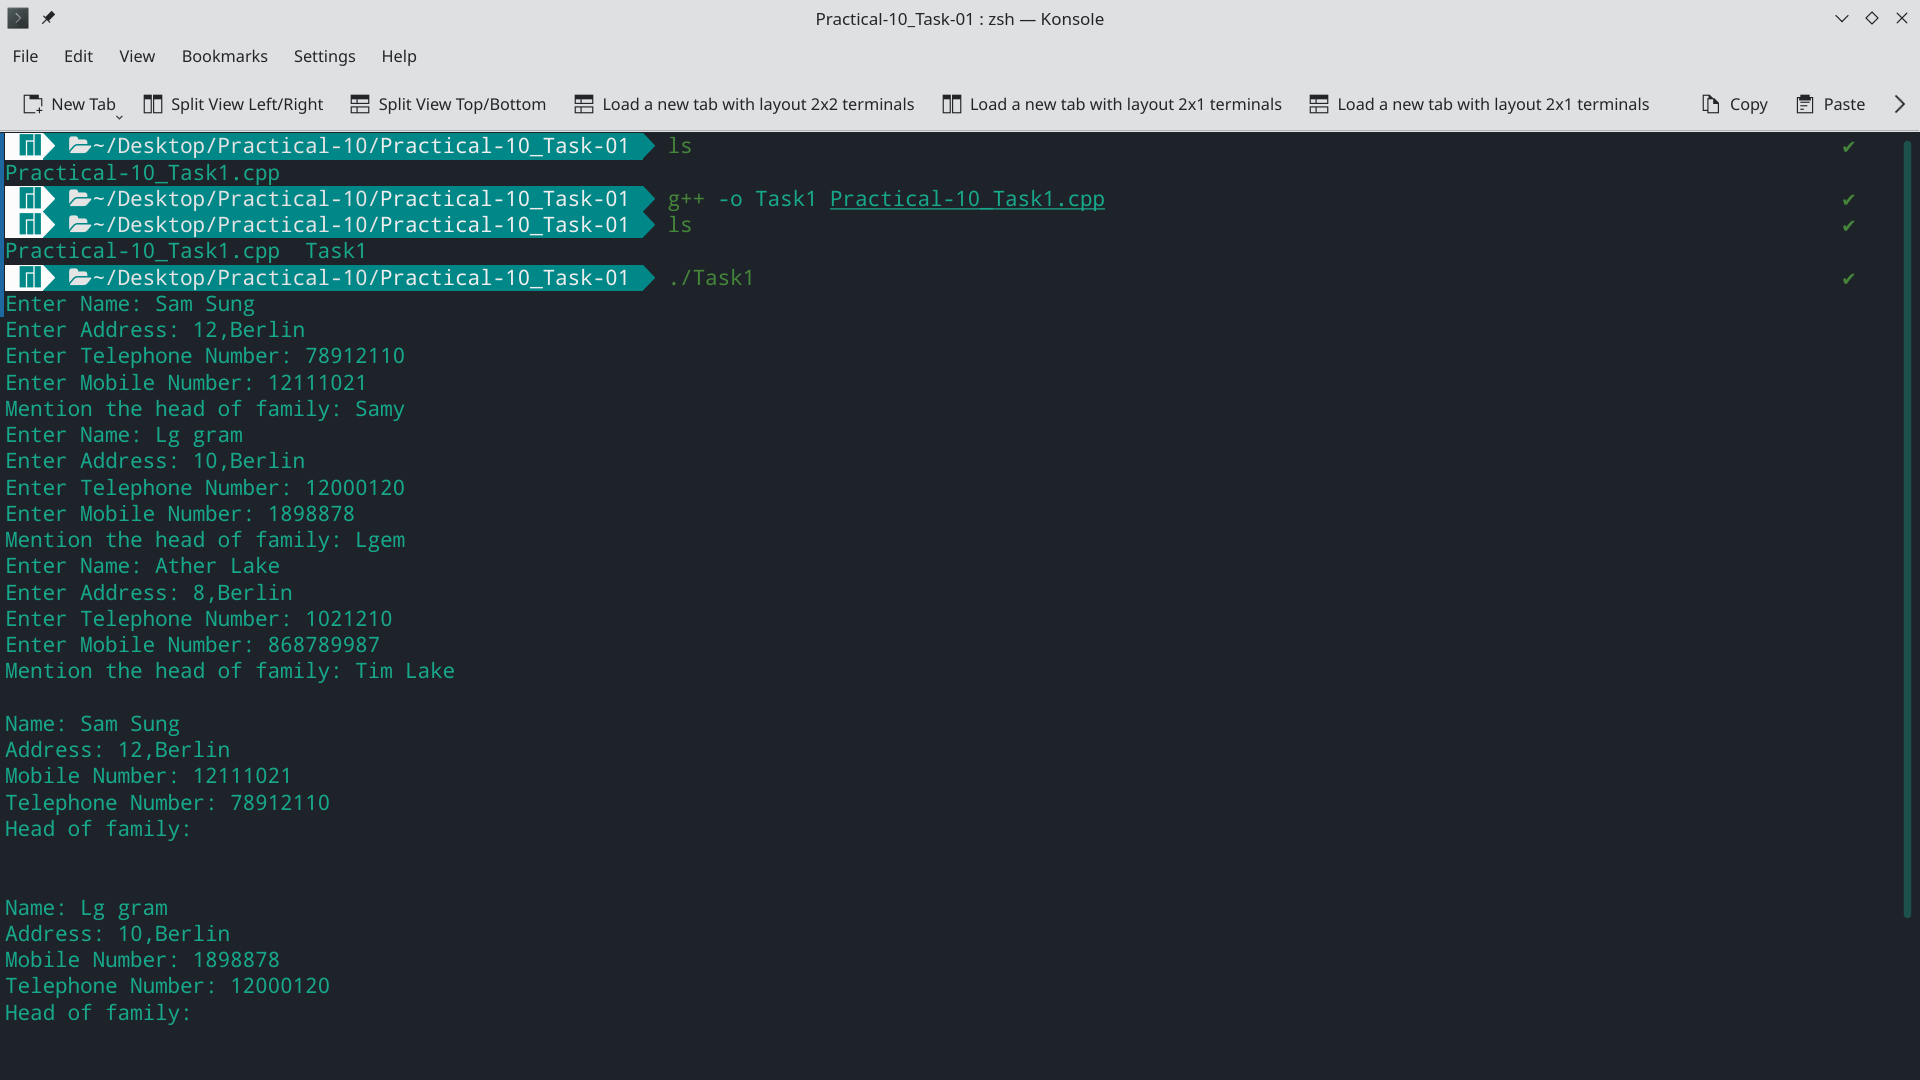 Practical-10_Task-01 : zsh — Konsole
File Edit View Bookmarks Settings Help
New Tab Split View Left/Right Split View Top/Bottom Load a new tab with layout 2x2 terminals Load a new tab with layout 2x1 terminals Load a new tab with layout 2x1 terminals Copy Paste
~/Desktop/Practical-10/Practical-10_Task-01 ls ✔
Practical-10_Task1.cpp
~/Desktop/Practical-10/Practical-10_Task-01 g++ -o Task1 Practical-10_Task1.cpp ✔
~/Desktop/Practical-10/Practical-10_Task-01 ls ✔
Practical-10_Task1.cpp Task1
~/Desktop/Practical-10/Practical-10_Task-01 ./Task1 ✔
Enter Name: Sam Sung
Enter Address: 12,Berlin
Enter Telephone Number: 78912110
Enter Mobile Number: 12111021
Mention the head of family: Samy
Enter Name: Lg gram
Enter Address: 10,Berlin
Enter Telephone Number: 12000120
Enter Mobile Number: 1898878
Mention the head of family: Lgem
Enter Name: Ather Lake
Enter Address: 8,Berlin
Enter Telephone Number: 1021210
Enter Mobile Number: 868789987
Mention the head of family: Tim Lake
Name: Sam Sung
Address: 12,Berlin
Mobile Number: 12111021
Telephone Number: 78912110
Head of family:
Name: Lg gram
Address: 10,Berlin
Mobile Number: 1898878
Telephone Number: 12000120
Head of family: